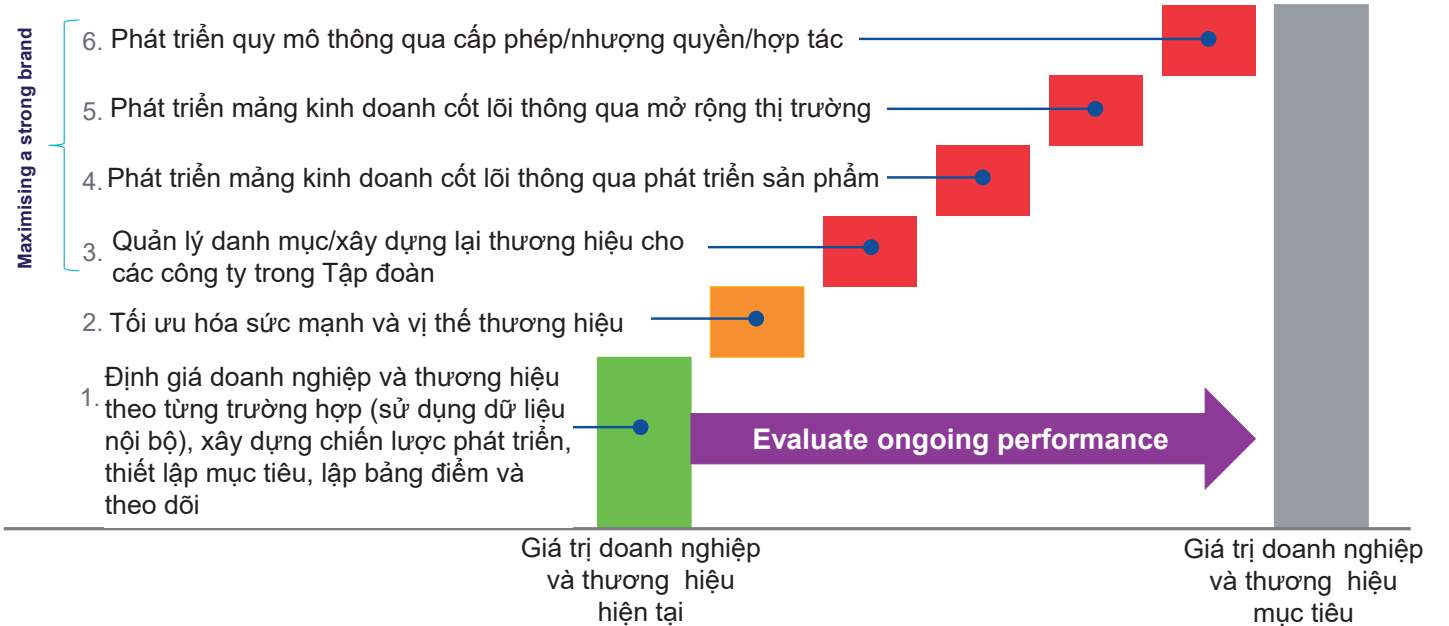 Maximising a strong brand
6. Phát triển quy mô thông qua cấp phép/nhượng quyền/hợp tác
5. Phát triển mảng kinh doanh cốt lõi thông qua mở rộng thị trường
4. Phát triển mảng kinh doanh cốt lõi thông qua phát triển sản phẩm
3. Quản lý danh mục/xây dựng lại thương hiệu cho
các công ty trong Tập đoàn
2. Tối ưu hóa sức mạnh và vị thế thương hiệu
1. Định giá doanh nghiệp và thương hiệu
theo từng trường hợp (sử dụng dữ liệu
nội bộ), xây dựng chiến lược phát triển,
thiết lập mục tiêu, lập bảng điểm và
theo dõi
Evaluate ongoing performance
Giá trị doanh nghiệp
và thương hiệu
hiện tại
Giá trị doanh nghiệp
và thương hiệu
mục tiêu